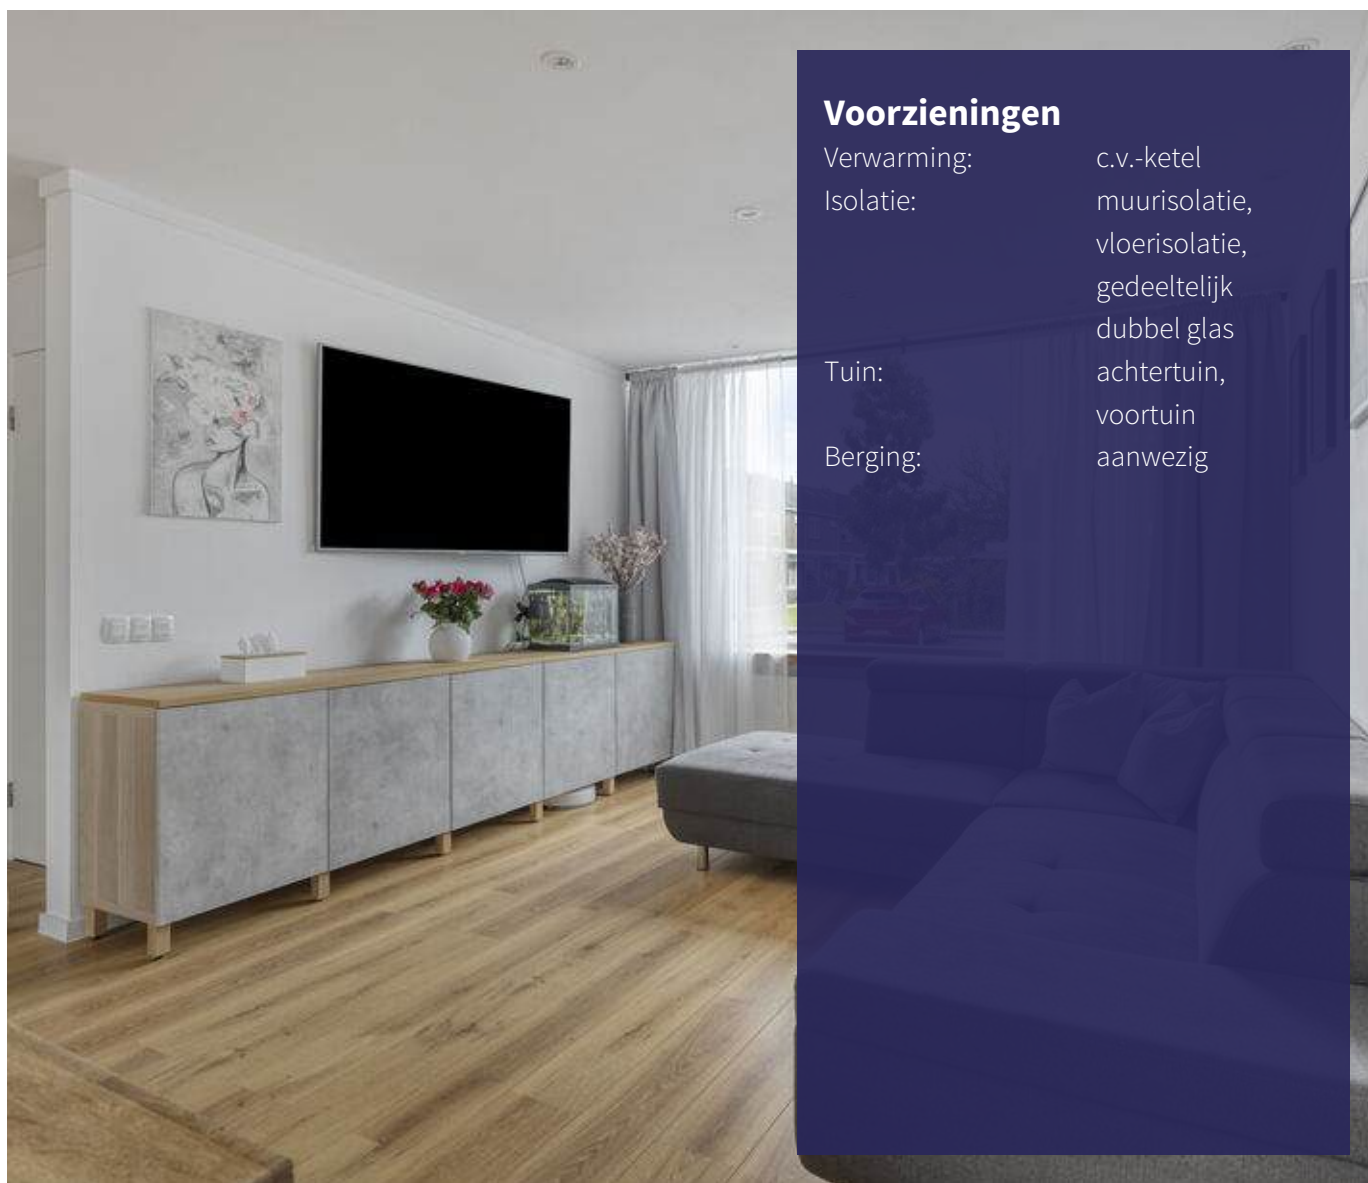 Voorzieningen
Verwarming: c.v.-ketel
Isolatie: muurisolatie,
vloerisolatie,
gedeeltelijk
dubbel glas
Tuin: achtertuin,
voortuin
Berging: aanwezig